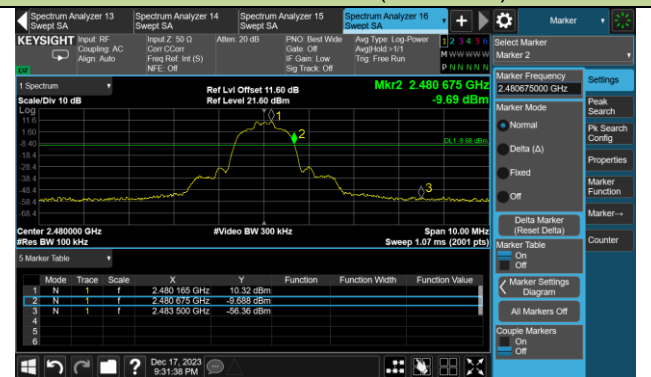 Spectrum Analyzer 13
Swept SA
Spectrum Analyzer 14
Swept SA
Spectrum Analyzer 15
Swept SA
Spectrum Analyzer 16
Swept SA
Marker
KEYSIGHT
Input: RF
Coupling: AC
Align: Auto
Input Z: 50 Ω
Corr CCorr
Freq Ref: Int (S)
NFE: Off
Atten: 20 dB
PNO: Best Wide
Gate: Off
IF Gain: Low
Sig Track: Off
Avg Type: Log-Power
Avg|Hold:>1/1
Trig: Free Run
1 2 3 4 5 6
M W W W W W
P N N N N N
Select Marker
Marker 2
1 Spectrum
Scale/Div 10 dB
Log
Ref Lvl Offset 11.60 dB
Ref Level 21.60 dBm
Mkr2 2.480 675 GHz
-9.69 dBm
11.6
1.60
-8.40
-18.4
-28.4
-38.4
-48.4
-58.4
-68.4
1
2
3
DL1 -9.68 dBm
Center 2.480000 GHz
#Res BW 100 kHz
#Video BW 300 kHz
Span 10.00 MHz
Sweep 1.07 ms (2001 pts)
5 Marker Table
Mode Trace Scale X Y Function Function Width Function Value
1 N 1 f 2.480 165 GHz 10.32 dBm
2 N 1 f 2.480 675 GHz -9.688 dBm
3 N 1 f 2.483 500 GHz -56.36 dBm
4
5
6
Marker Frequency
2.480675000 GHz
Marker Mode
Normal
Delta (Δ)
Fixed
Off
Delta Marker
(Reset Delta)
Marker Table
On
Off
Marker Settings
Diagram
All Markers Off
Couple Markers
On
Off
Settings
Peak
Search
Pk Search
Config
Properties
Marker
Function
Marker→
Counter
?
Dec 17, 2023
9:31:38 PM